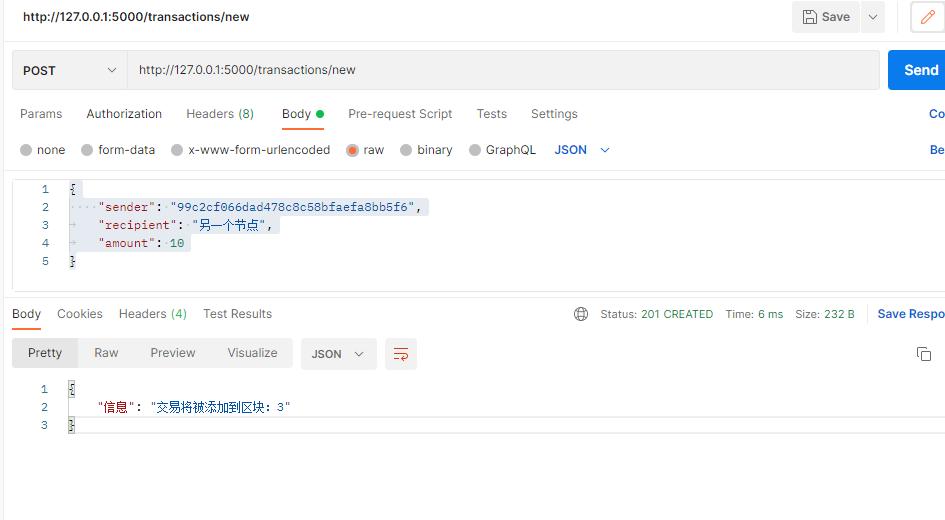 http://127.0.0.1:5000/transactions/new Save
POST http://127.0.0.1:5000/transactions/new Send
Params Authorization Headers (8) Body Pre-request Script Tests Settings Co
none form-data x-www-form-urlencoded raw binary GraphQL JSON Be
1 {
2 "sender": "99c2cf066dad478c8c58bfaefa8bb5f6",
3 "recipient": "另一个节点",
4 "amount": 10
5 }
Body Cookies Headers (4) Test Results Status: 201 CREATED Time: 6 ms Size: 232 B Save Respo
Pretty Raw Preview Visualize JSON
1 {
2 "信息": "交易将被添加到区块: 3"
3 }